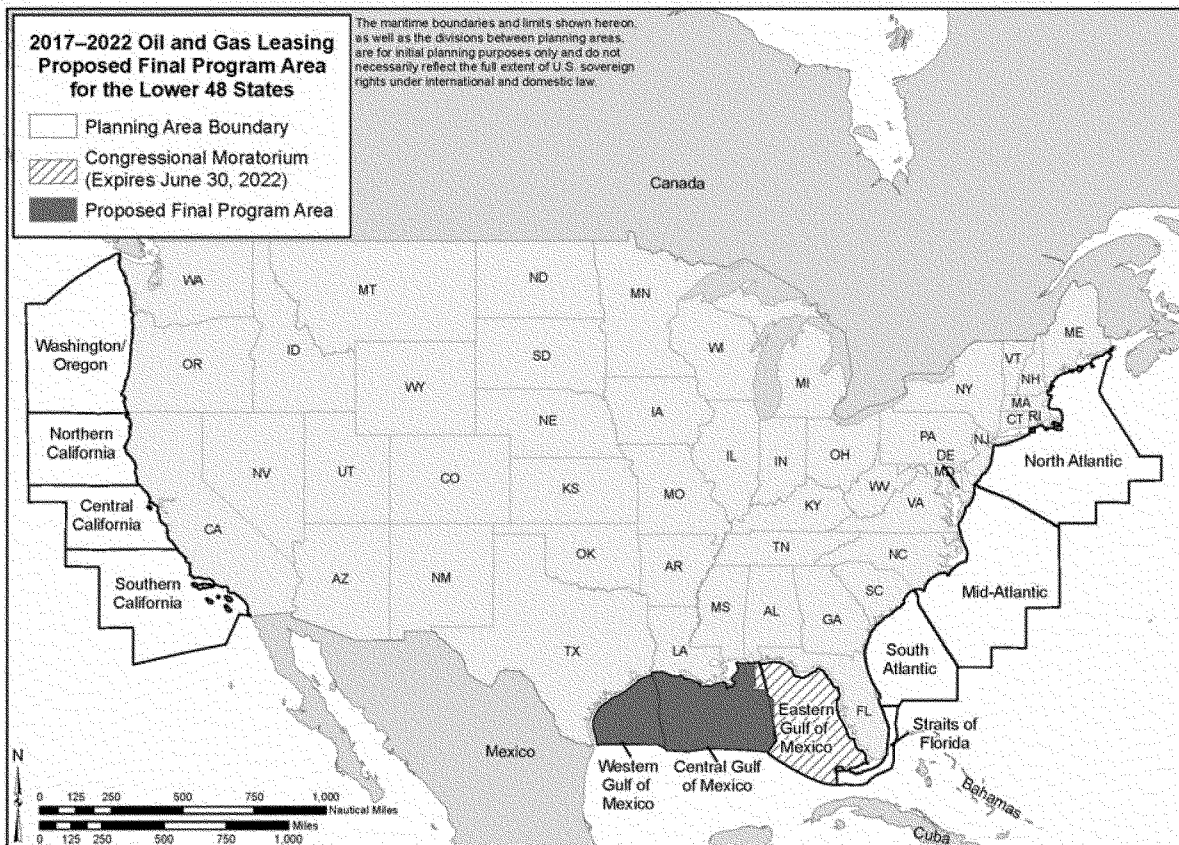 2017–2022 Oil and Gas Leasing
Proposed Final Program Area
for the Lower 48 States
Planning Area Boundary
Congressional Moratorium
(Expires June 30, 2022)
Proposed Final Program Area
The maritime boundaries and limits shown hereon,
as well as the divisions between planning areas,
are for initial planning purposes only and do not
necessarily reflect the full extent of U.S. sovereign
rights under international and domestic law.
Canada
WA
MT
ND
MN
ME
Washington/
Oregon
OR
ID
SD
WI
MI
VT
NH
NY
WY
MA
CT
RI
IA
NE
Northern
California
PA
NJ
NV
UT
CO
IL
IN
OH
DE
MD
North Atlantic
KS
MO
WV
VA
KY
Central
California
CA
OK
TN
NC
AZ
NM
AR
SC
Mid-Atlantic
Southern
California
MS
AL
GA
TX
LA
South
Atlantic
FL
Eastern
Gulf of
Mexico
Straits of
Florida
Mexico
Western
Gulf of
Mexico
Central Gulf
of Mexico
Bahamas
Cuba
N
0 125 250 500 750 1,000
Nautical Miles
Miles
0 125 250 500 750 1,000